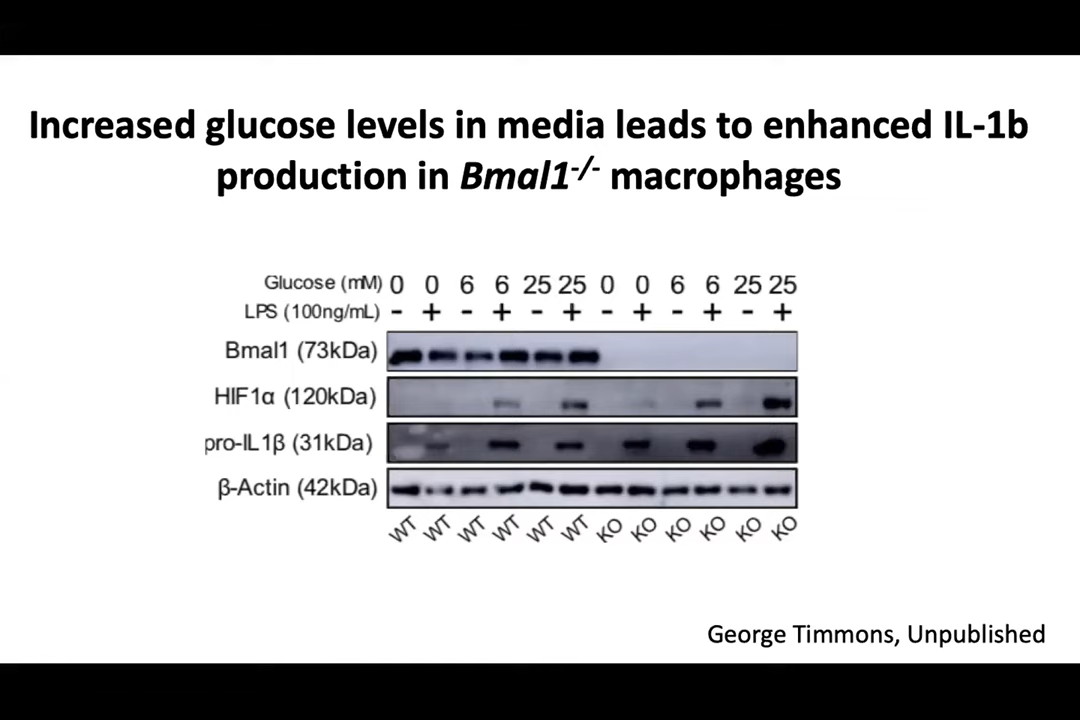 Increased glucose levels in media leads to enhanced IL-1b
production in Bmal1-/- macrophages
Glucose (mM) 0 0 6 6 25 25 0 0 6 6 25 25
LPS (100ng/mL) - + - + - + - + - + - +
Bmal1 (73kDa)
HIF1α (120kDa)
pro-IL1β (31kDa)
β-Actin (42kDa)
WT WT WT WT WT WT KO KO KO KO KO KO
George Timmons, Unpublished